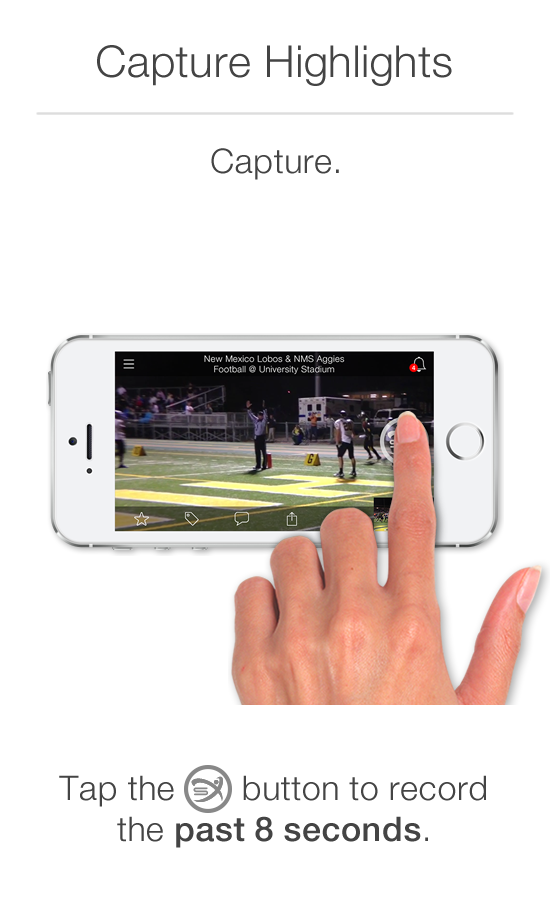 Capture Highlights
Capture.
New Mexico Lobos & NMS Aggies
Football @ University Stadium
4
G
Tap the button to record
the past 8 seconds.